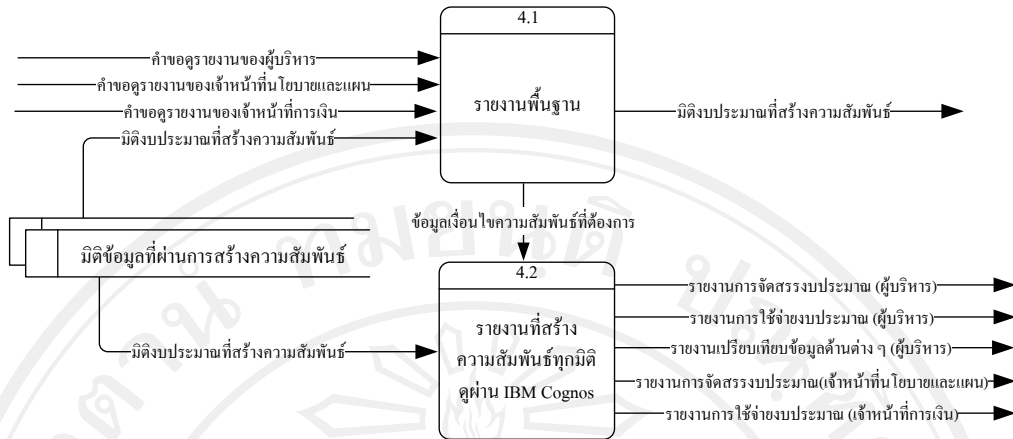 4.1
คำขอดูรายงานของผู้บริหาร
คำขอดูรายงานของเจ้าหน้าที่นโยบายและแผน
คำขอดูรายงานของเจ้าหน้าที่การเงิน
มิติงบประมาณที่สร้างความสัมพันธ์
รายงานพื้นฐาน
มิติงบประมาณที่สร้างความสัมพันธ์
ข้อมูลเงื่อนไขความสัมพันธ์ที่ต้องการ
มิติข้อมูลที่ผ่านการสร้างความสัมพันธ์
4.2
มิติงบประมาณที่สร้างความสัมพันธ์
รายงานที่สร้าง
ความสัมพันธ์ทุกมิติ
ดูผ่าน IBM Cognos
รายงานการจัดสรรงบประมาณ (ผู้บริหาร)
รายงานการใช้จ่ายงบประมาณ (ผู้บริหาร)
รายงานเปรียบเทียบข้อมูลด้านต่าง ๆ (ผู้บริหาร)
รายงานการจัดสรรงบประมาณ(เจ้าหน้าที่นโยบายและแผน)
รายงานการใช้จ่ายงบประมาณ (เจ้าหน้าที่การเงิน)